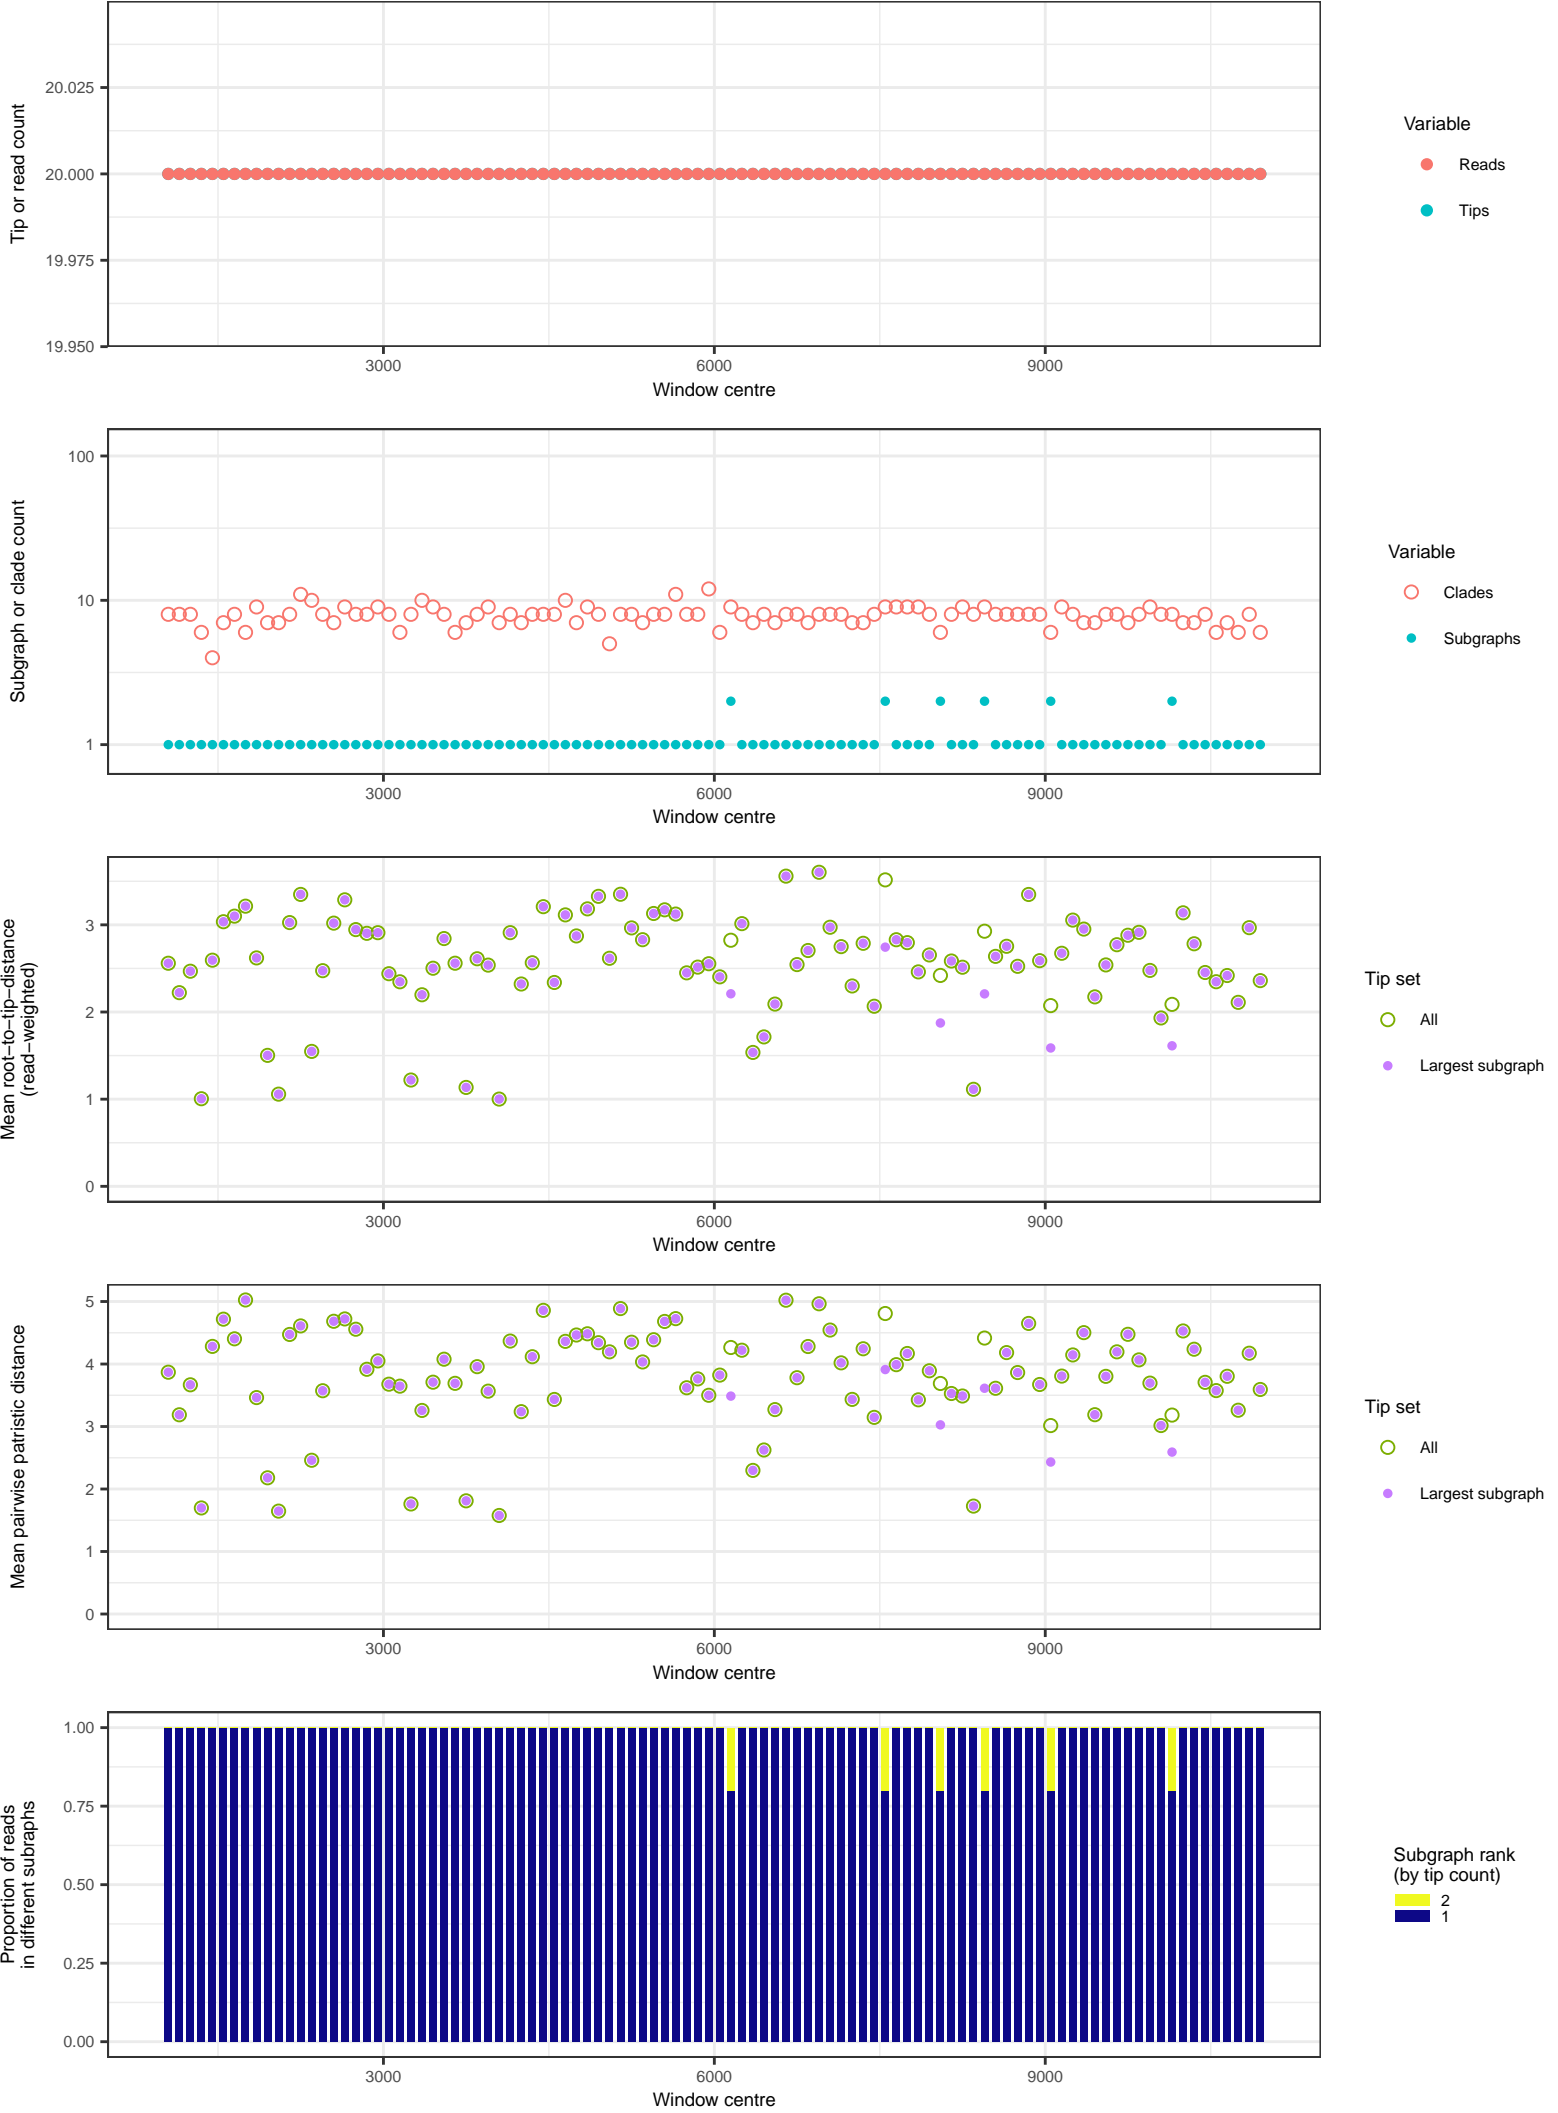 20.025
20.000
19.975
19.950
Tip or read count
3000
6000
9000
Window centre
Variable
Reads
Tips
100
10
1
Subgraph or clade count
3000
6000
9000
Window centre
Variable
Clades
Subgraphs
3
2
1
0
Mean root−to−tip−distance
(read−weighted)
3000
6000
9000
Window centre
Tip set
All
Largest subgraph
5
4
3
2
1
0
Mean pairwise patristic distance
3000
6000
9000
Window centre
Tip set
All
Largest subgraph
1.00
0.75
0.50
0.25
0.00
Proportion of reads
in different subraphs
3000
6000
9000
Window centre
Subgraph rank
(by tip count)
2
1